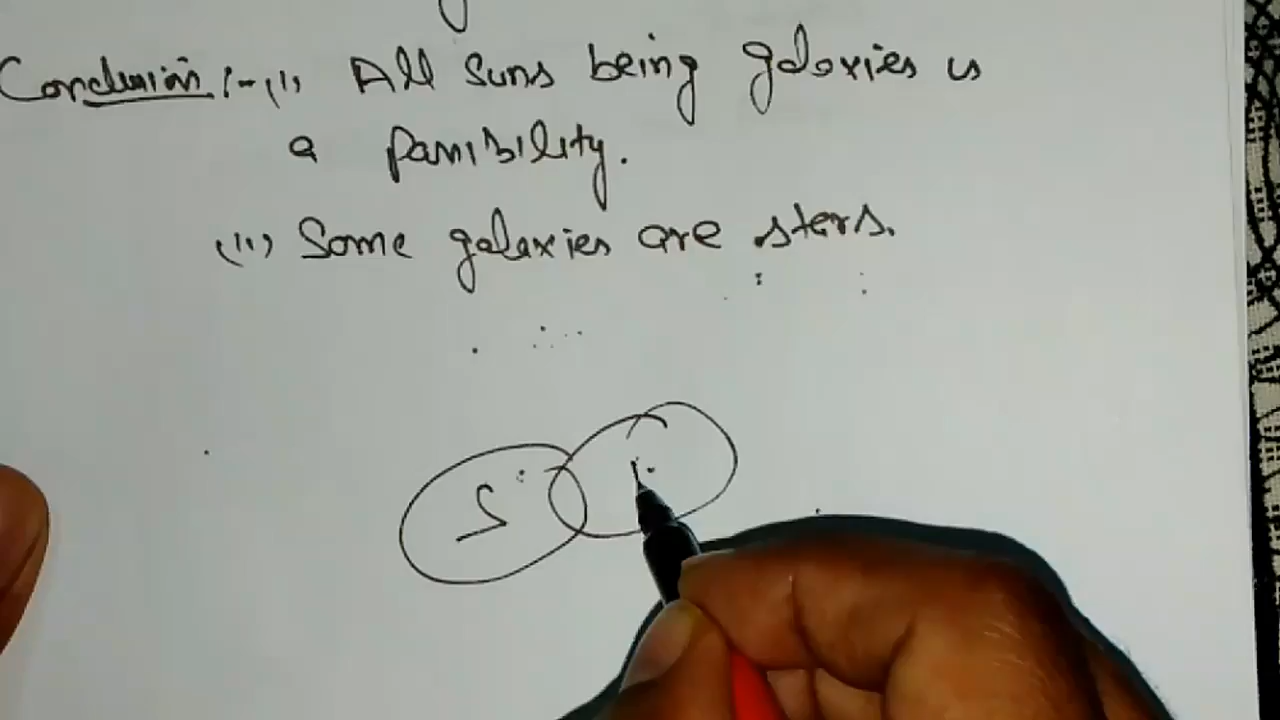 Conclusion :- (i) All suns being galaxies is
a possibility.
(ii) Some galaxies are stars.
S